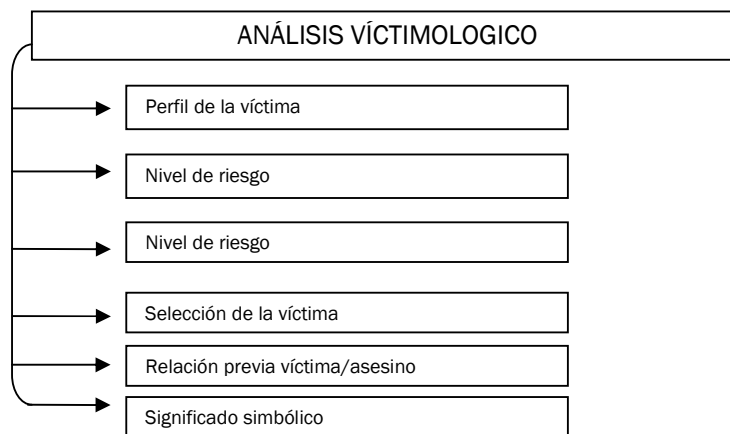 ANÁLISIS VÍCTIMOLOGICO
Perfil de la víctima
Nivel de riesgo
Nivel de riesgo
Selección de la víctima
Relación previa víctima/asesino
Significado simbólico